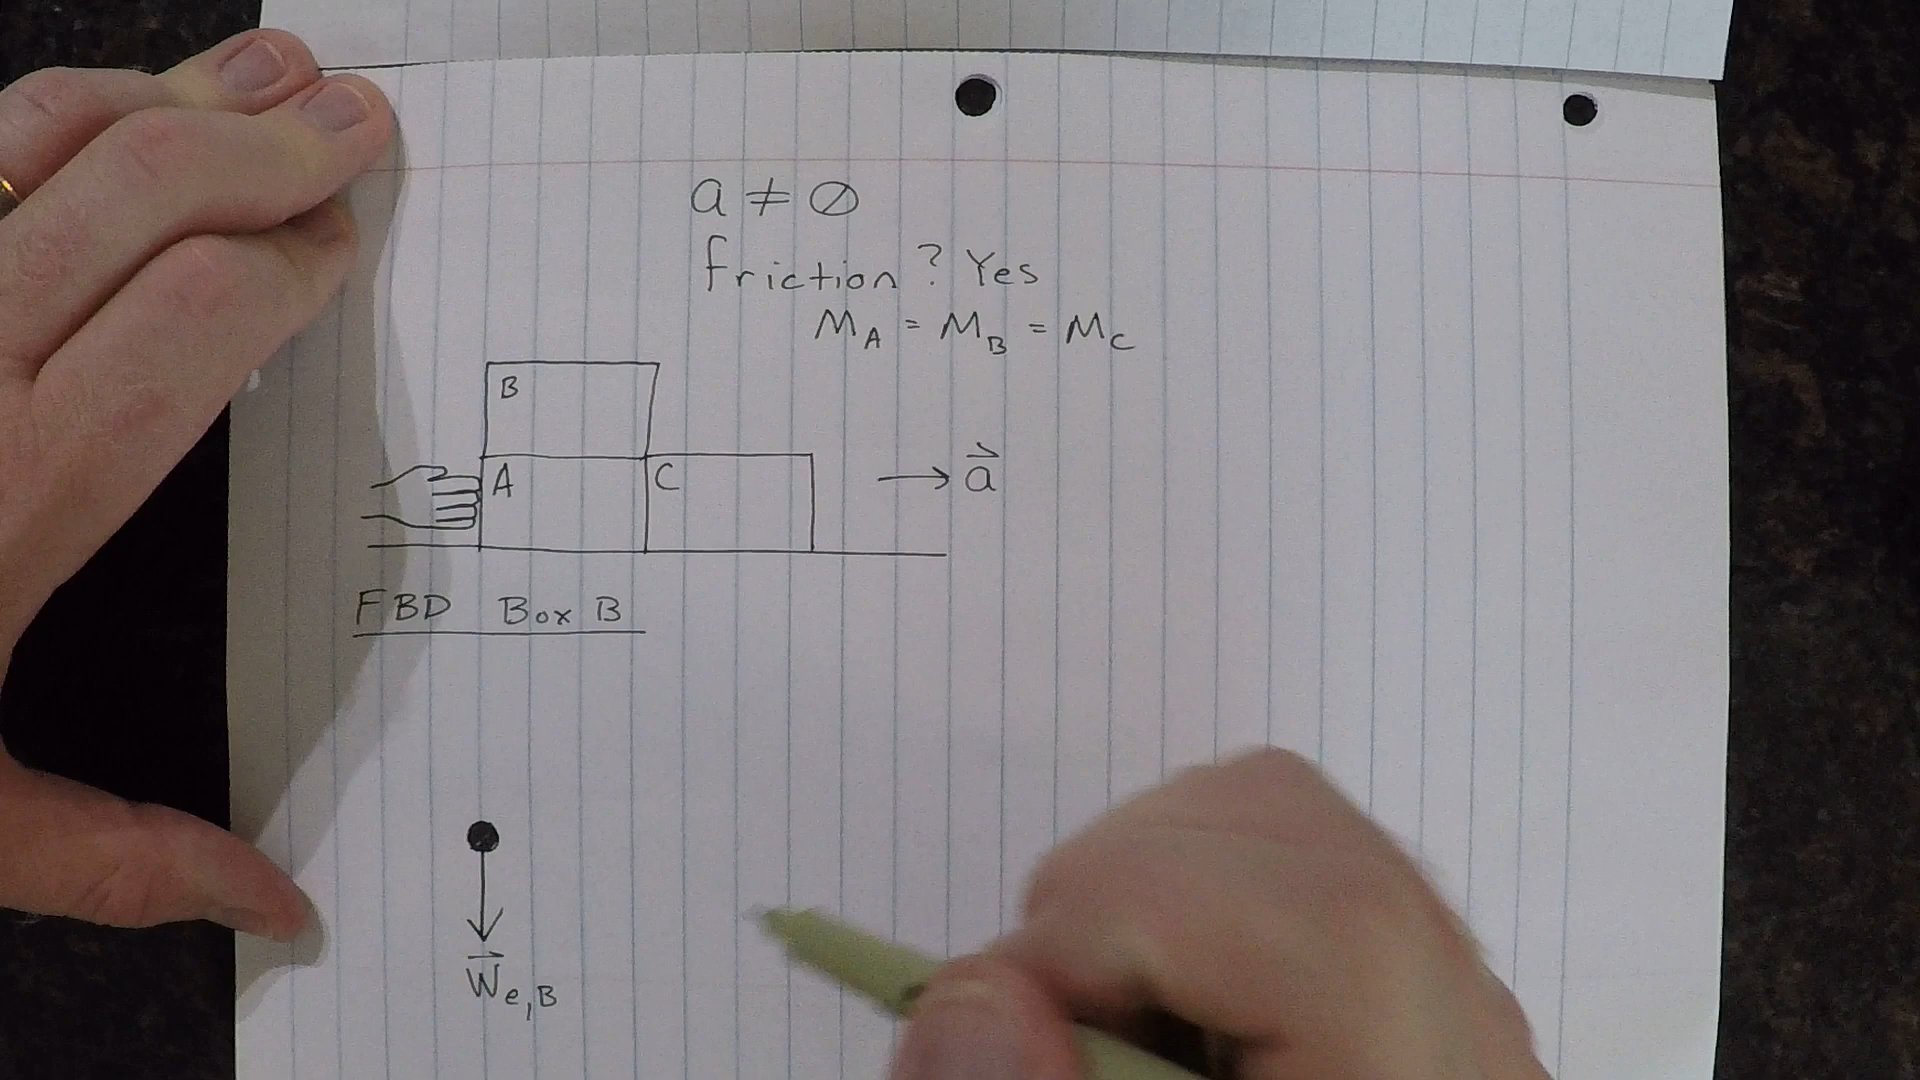 a ≠ ∅
friction? Yes
M_A = M_B = M_C
B
A C
→ a⃗
FBD Box B
W⃗_e,B